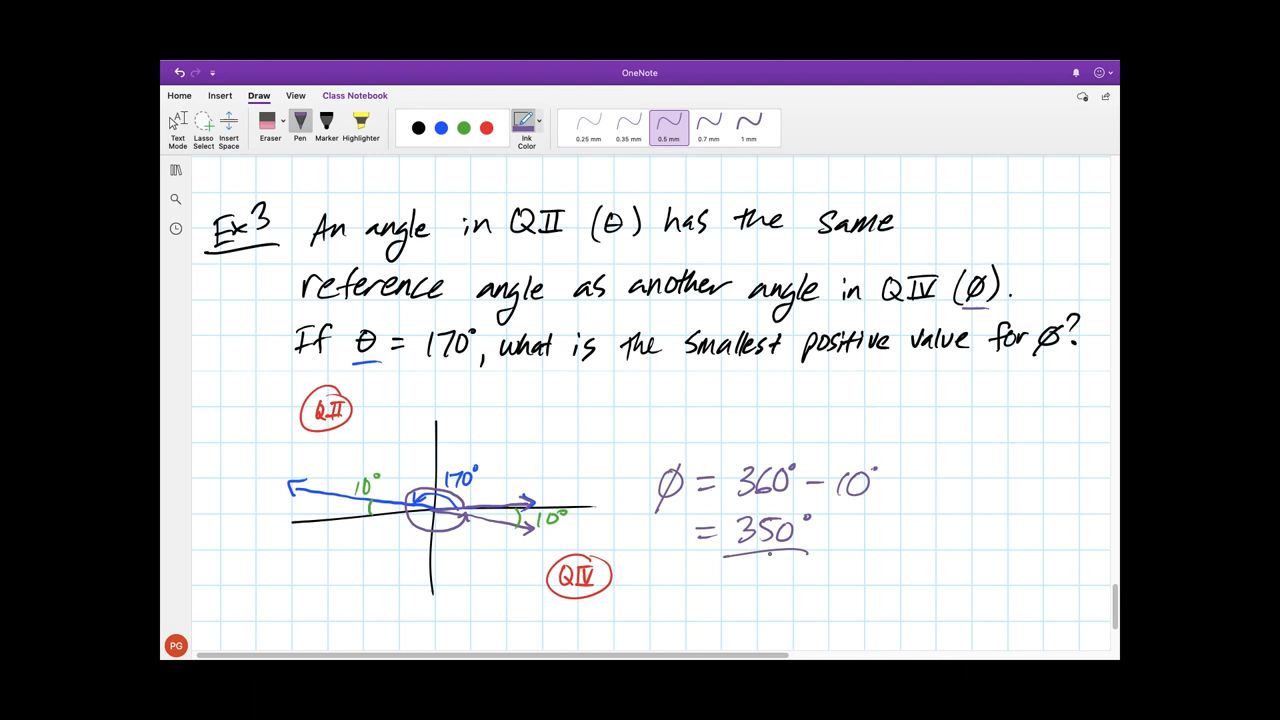 OneNote
Home Insert Draw View Class Notebook
Text Mode
Lasso Select
Insert Space
Eraser
Pen
Marker
Highlighter
Ink Color
0.25 mm
0.35 mm
0.5 mm
0.7 mm
1 mm
Ex 3 An angle in QII (θ) has the same
reference angle as another angle in QIV (ø).
If θ = 170°, what is the smallest positive value for ø?
QII
10°
170°
10°
QIV
ø = 360° − 10°
= 350°
PG